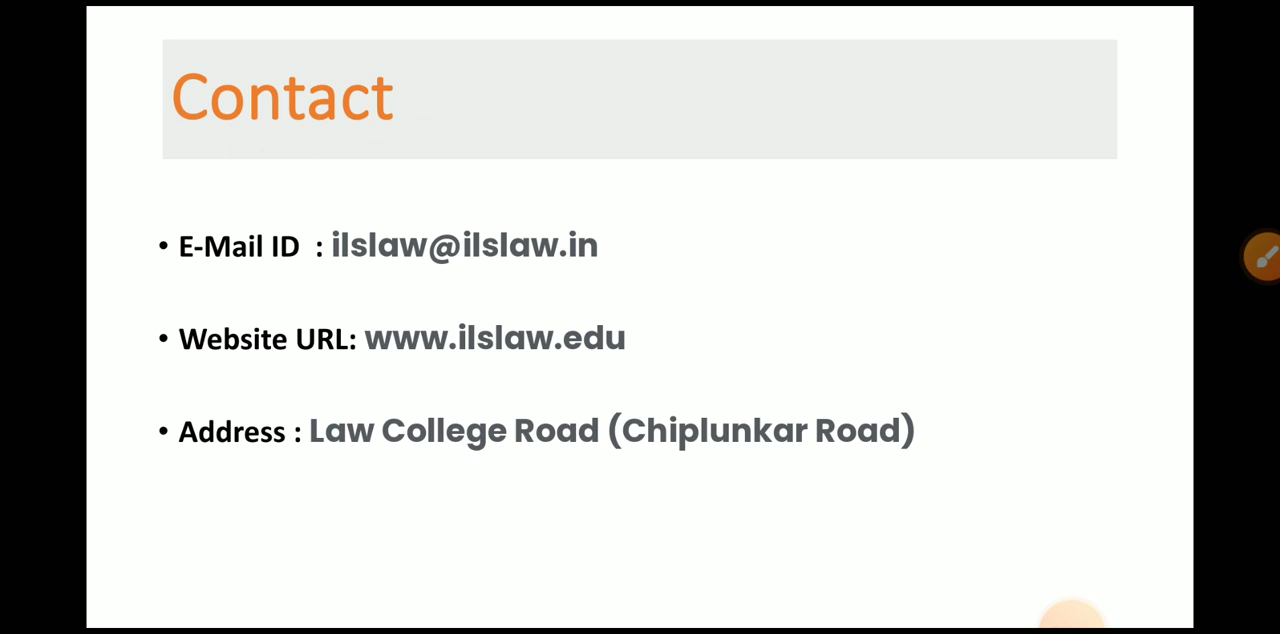 Contact
• E-Mail ID : ilslaw@ilslaw.in
• Website URL: www.ilslaw.edu
• Address : Law College Road (Chiplunkar Road)